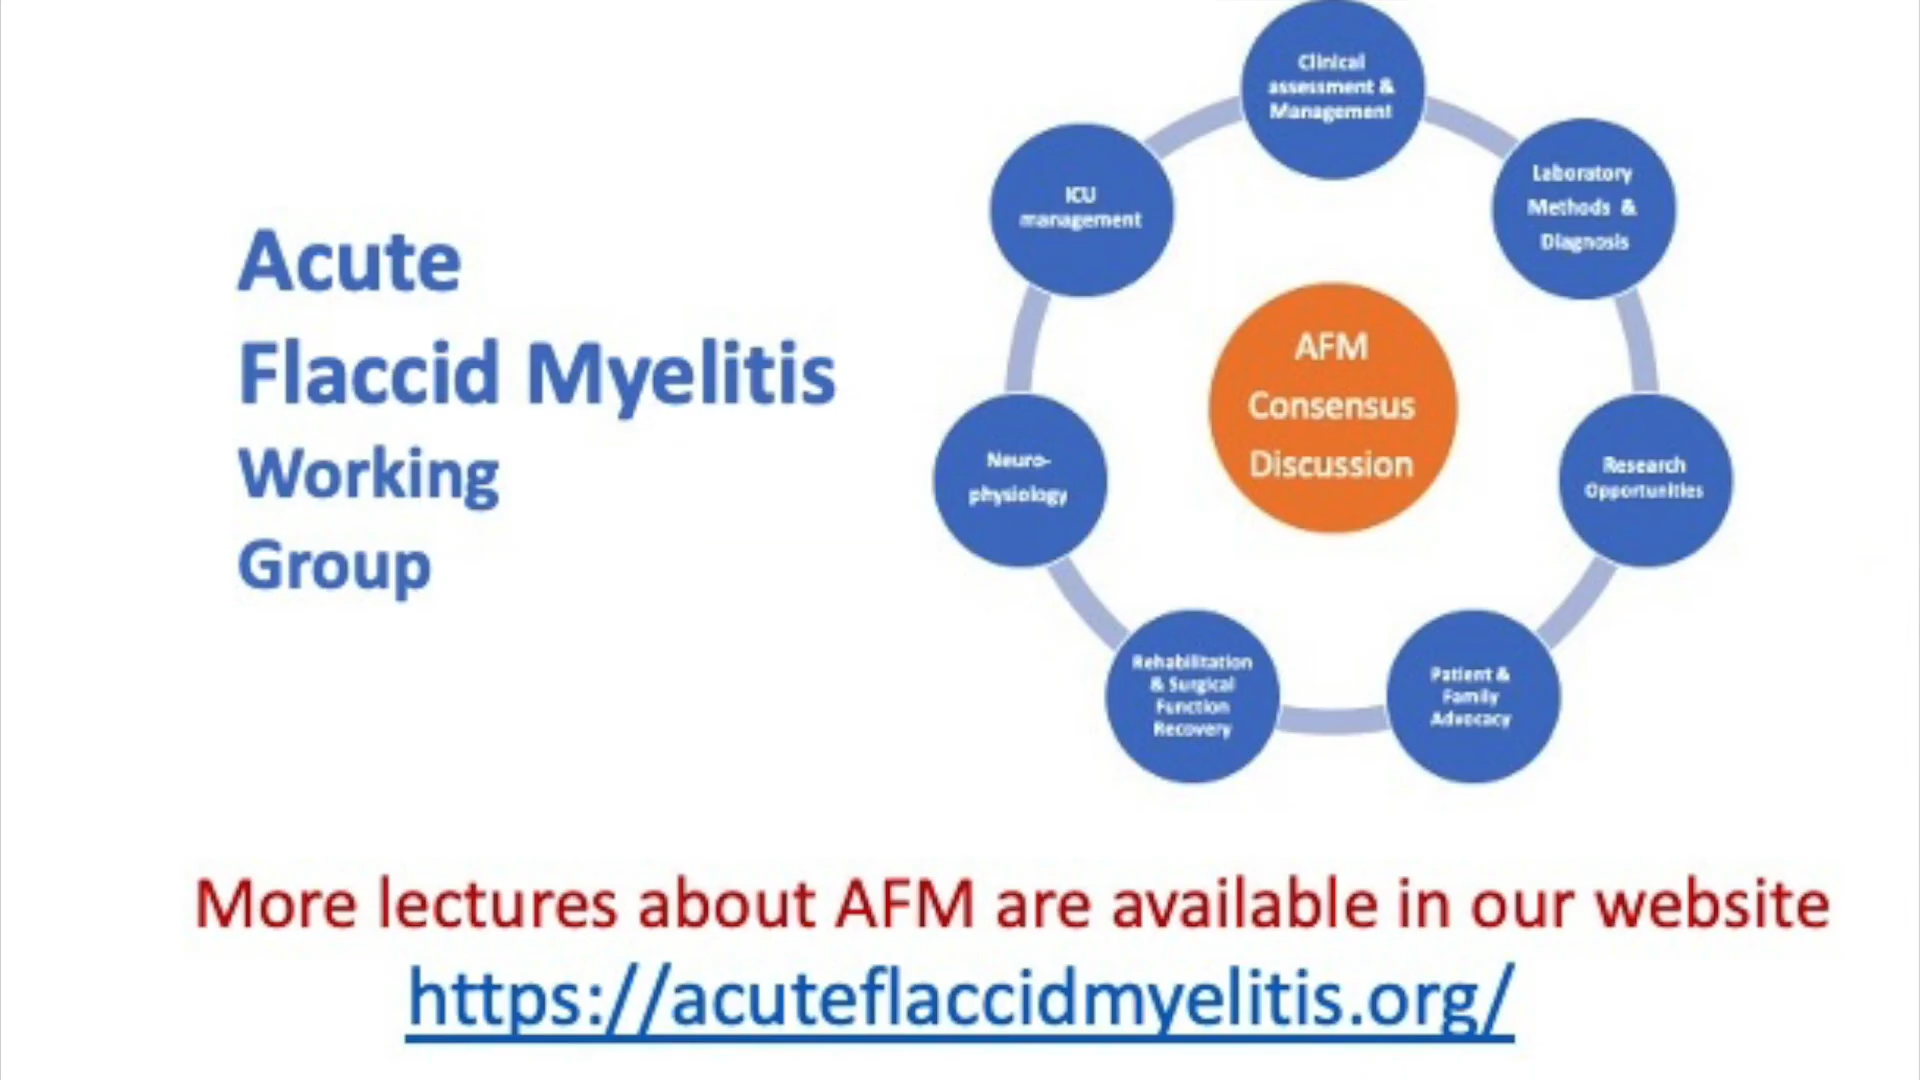 Acute
Flaccid Myelitis
Working
Group
Clinical
assessment &
Management
Laboratory
Methods &
Diagnosis
Research
Opportunities
Patient &
Family
Advocacy
Rehabilitation
& Surgical
Function
Recovery
Neuro-
physiology
ICU
management
AFM
Consensus
Discussion
More lectures about AFM are available in our website
https://acuteflaccidmyelitis.org/